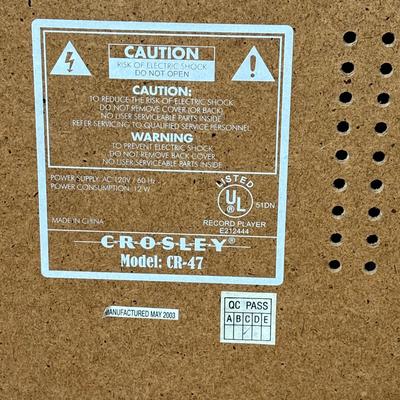 CAUTION
RISK OF ELECTRIC SHOCK
DO NOT OPEN
CAUTION:
TO REDUCE THE RISK OF ELECTRIC SHOCK
DO NOT REMOVE COVER (OR BACK)
NO USER SERVICEABLE PARTS INSIDE
REFER SERVICING TO QUALIFIED SERVICE PERSONNEL
WARNING
TO PREVENT ELECTRIC SHOCK
DO NOT REMOVE BACK COVER
NO USER SERVICEABLE PARTS INSIDE
POWER SUPPLY: AC 120V / 60 Hz
POWER CONSUMPTION: 12 W
LISTED
UL ®
51DN
RECORD PLAYER
E212444
MADE IN CHINA
CROSLEY®
Model: CR-47
MANUFACTURED MAY 2003
QC PASS
A B C D E